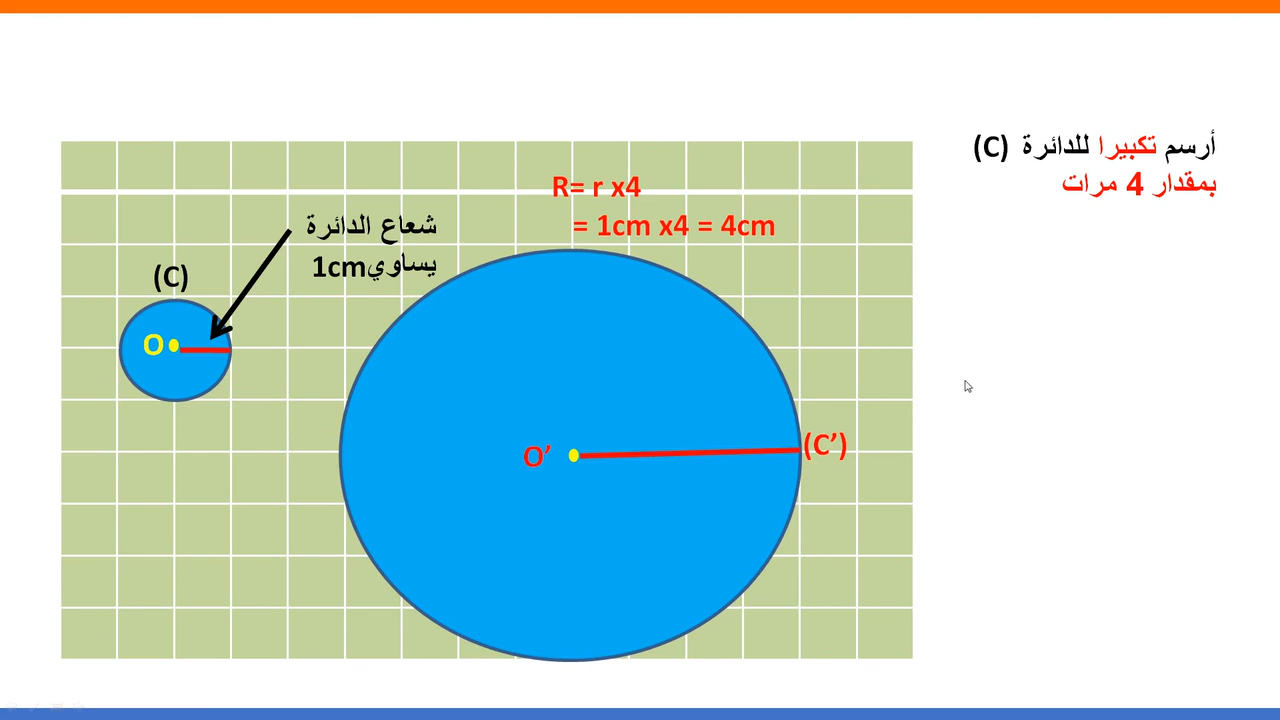 أرسم تكبيرا للدائرة (C)
بمقدار 4 مرات
R= r x4
= 1cm x4 = 4cm
شعاع الدائرة
يساوي1cm
(C)
O
O’
(C’)